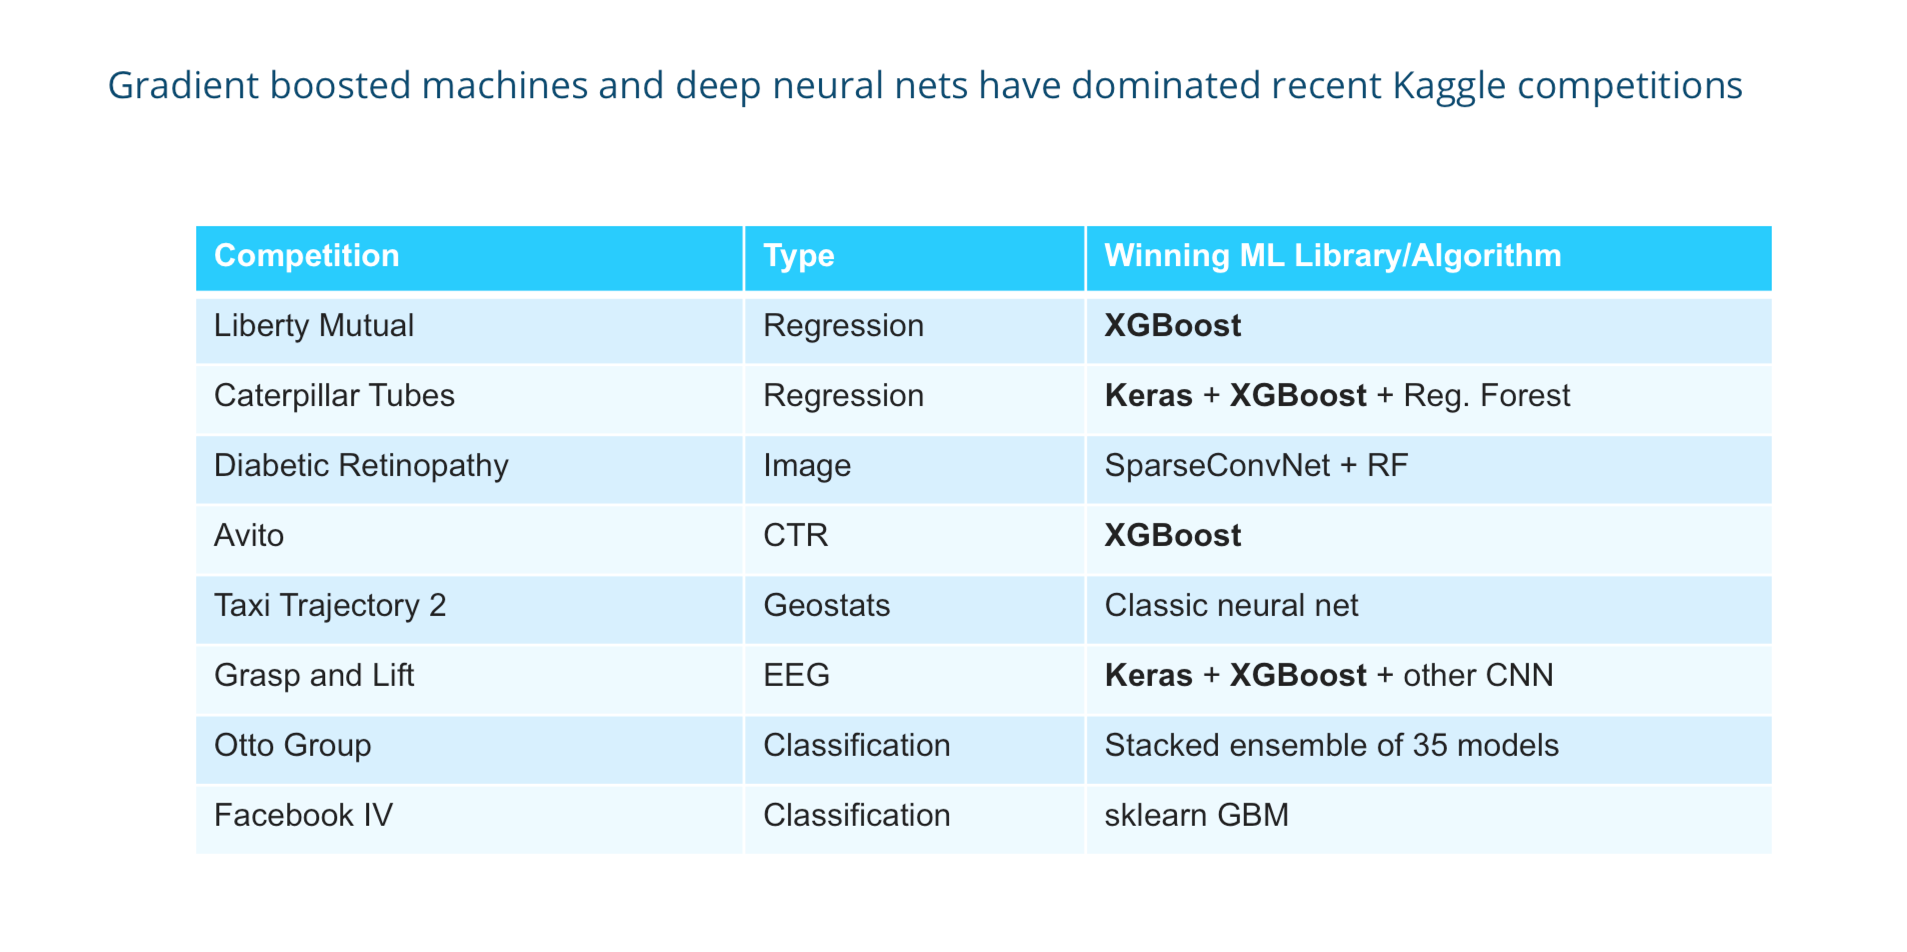 Gradient boosted machines and deep neural nets have dominated recent Kaggle competitions
Competition Type Winning ML Library/Algorithm
Liberty Mutual Regression XGBoost
Caterpillar Tubes Regression Keras + XGBoost + Reg. Forest
Diabetic Retinopathy Image SparseConvNet + RF
Avito CTR XGBoost
Taxi Trajectory 2 Geostats Classic neural net
Grasp and Lift EEG Keras + XGBoost + other CNN
Otto Group Classification Stacked ensemble of 35 models
Facebook IV Classification sklearn GBM